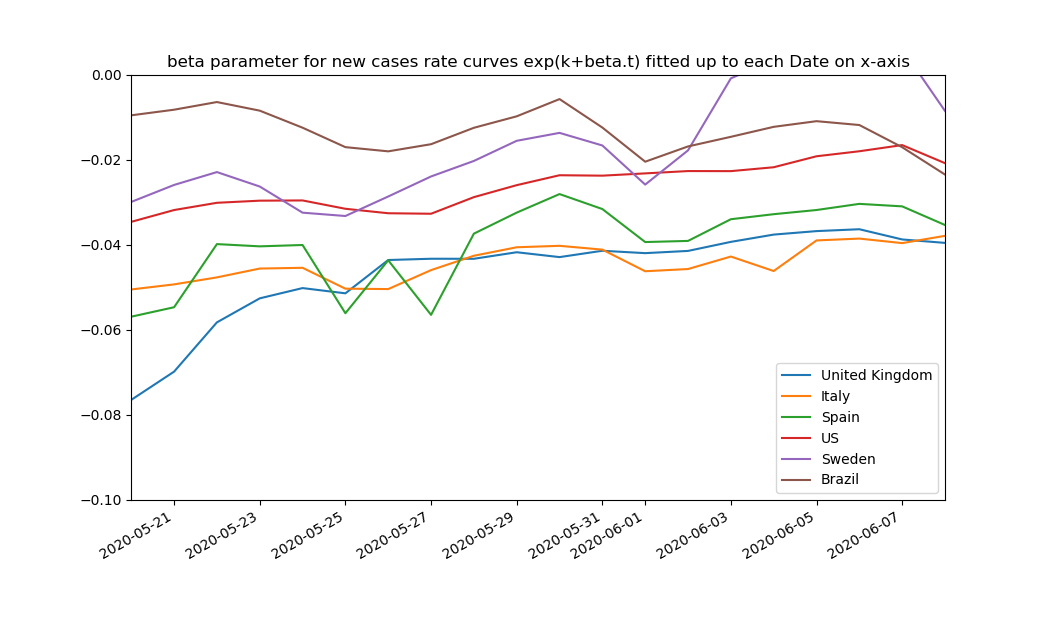 beta parameter for new cases rate curves exp(k+beta.t) fitted up to each Date on x-axis
0.00
−0.02
−0.04
−0.06
−0.08
−0.10
United Kingdom
Italy
Spain
US
Sweden
Brazil
2020-05-21
2020-05-23
2020-05-25
2020-05-27
2020-05-29
2020-05-31
2020-06-01
2020-06-03
2020-06-05
2020-06-07